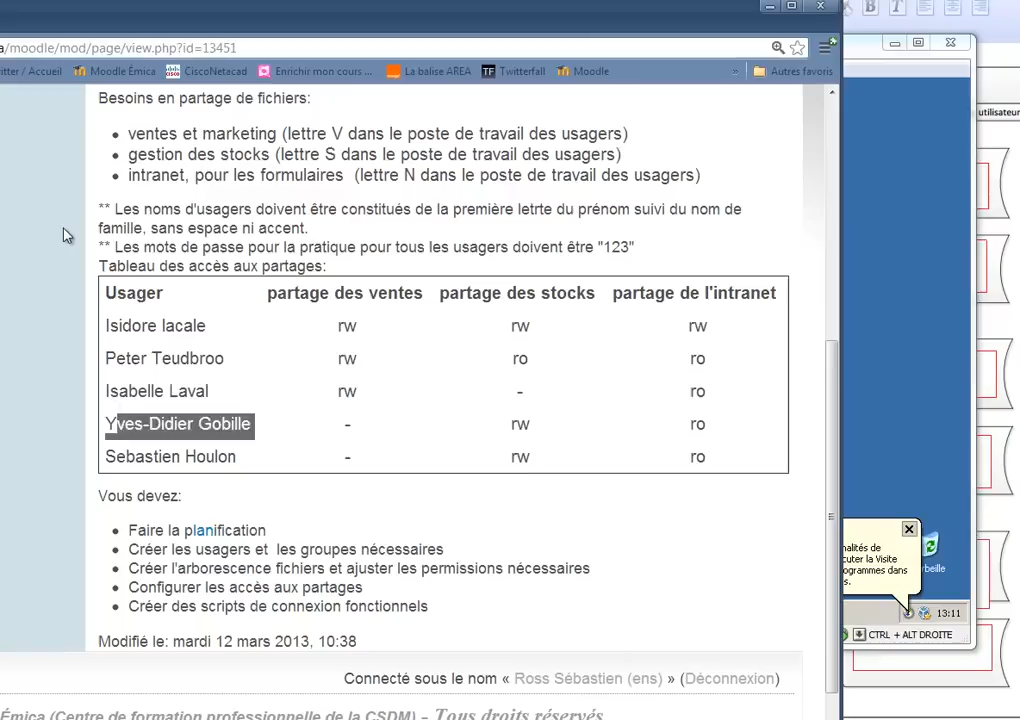 a/moodle/mod/page/view.php?id=13451
itter / Accueil Moodle Émica CiscoNetacad Enrichir mon cours ... La balise AREA TF Twitterfall Moodle » Autres favoris
Besoins en partage de fichiers:
• ventes et marketing (lettre V dans le poste de travail des usagers)
• gestion des stocks (lettre S dans le poste de travail des usagers)
• intranet, pour les formulaires (lettre N dans le poste de travail des usagers)
** Les noms d'usagers doivent être constitués de la première letrte du prénom suivi du nom de
famille, sans espace ni accent.
** Les mots de passe pour la pratique pour tous les usagers doivent être "123"
Tableau des accès aux partages:
Usager partage des ventes partage des stocks partage de l'intranet
Isidore lacale rw rw rw
Peter Teudbroo rw ro ro
Isabelle Laval rw - ro
Yves-Didier Gobille - rw ro
Sebastien Houlon - rw ro
Vous devez:
• Faire la planification
• Créer les usagers et les groupes nécessaires
• Créer l'arborescence fichiers et ajuster les permissions nécessaires
• Configurer les accès aux partages
• Créer des scripts de connexion fonctionnels
Modifié le: mardi 12 mars 2013, 10:38
Connecté sous le nom « Ross Sébastien (ens) » (Déconnexion)
Émica (Centre de formation professionnelle de la CSDM) – Tous droits réservés
B T
utilisateur
nalités de
cuter la Visite
ogrammes dans
s.
rbeille
13:11
CTRL + ALT DROITE